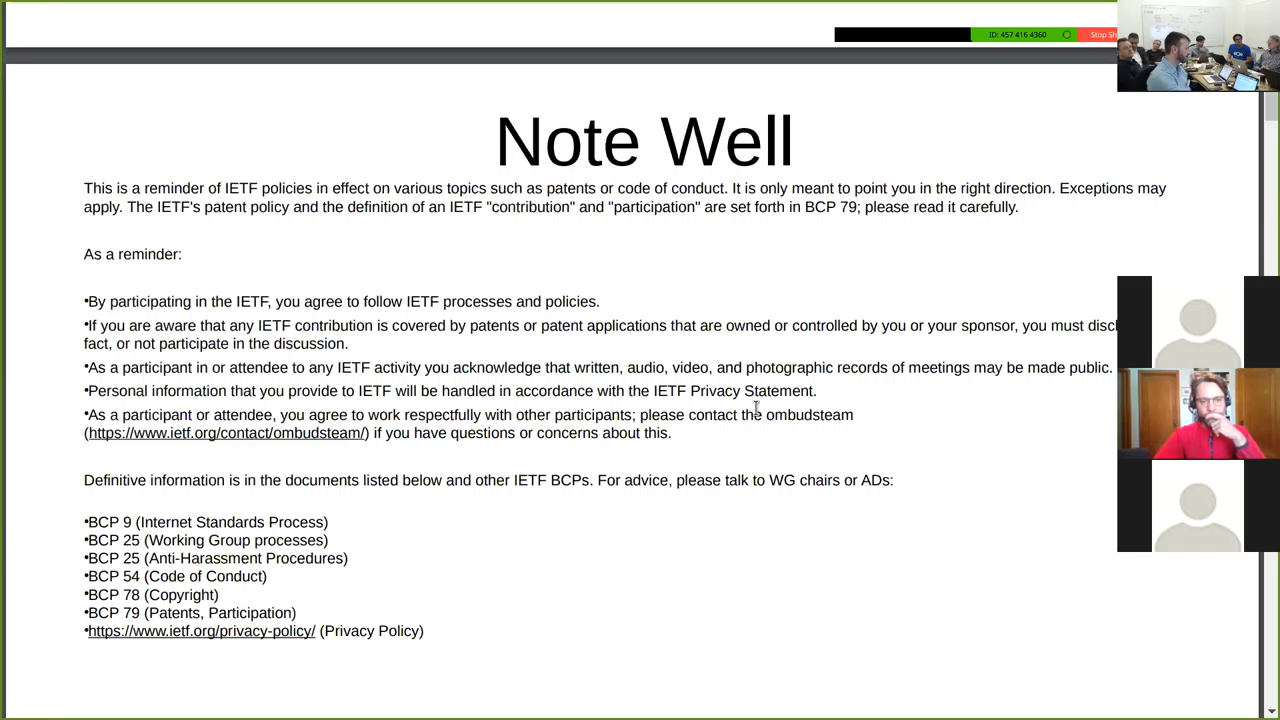 ID: 457 416 4360
Stop Sh
Note Well
This is a reminder of IETF policies in effect on various topics such as patents or code of conduct. It is only meant to point you in the right direction. Exceptions may
apply. The IETF's patent policy and the definition of an IETF "contribution" and "participation" are set forth in BCP 79; please read it carefully.
As a reminder:
•By participating in the IETF, you agree to follow IETF processes and policies.
•If you are aware that any IETF contribution is covered by patents or patent applications that are owned or controlled by you or your sponsor, you must discl
fact, or not participate in the discussion.
•As a participant in or attendee to any IETF activity you acknowledge that written, audio, video, and photographic records of meetings may be made public.
•Personal information that you provide to IETF will be handled in accordance with the IETF Privacy Statement.
•As a participant or attendee, you agree to work respectfully with other participants; please contact the ombudsteam
(https://www.ietf.org/contact/ombudsteam/) if you have questions or concerns about this.
Definitive information is in the documents listed below and other IETF BCPs. For advice, please talk to WG chairs or ADs:
•BCP 9 (Internet Standards Process)
•BCP 25 (Working Group processes)
•BCP 25 (Anti-Harassment Procedures)
•BCP 54 (Code of Conduct)
•BCP 78 (Copyright)
•BCP 79 (Patents, Participation)
•https://www.ietf.org/privacy-policy/ (Privacy Policy)